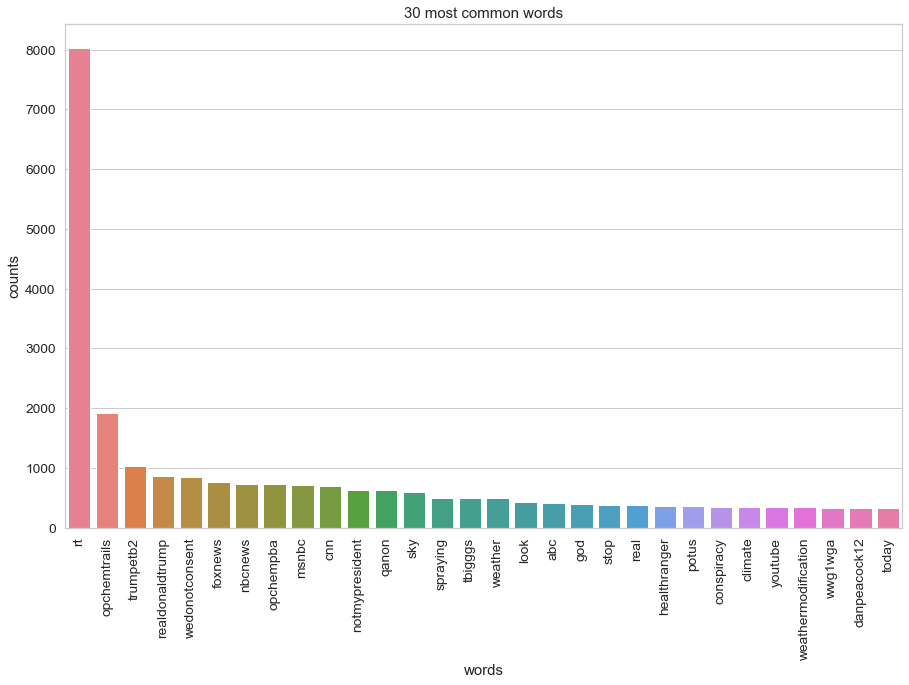 30 most common words
8000
7000
6000
5000
4000
3000
2000
1000
0
counts
rt
opchemtrails
trumpetb2
realdonaldtrump
wedonotconsent
foxnews
nbcnews
opchempba
msnbc
cnn
notmypresident
qanon
sky
spraying
tbigggs
weather
look
abc
god
stop
real
healthranger
potus
conspiracy
climate
youtube
weathermodification
wwg1wga
danpeacock12
today
words